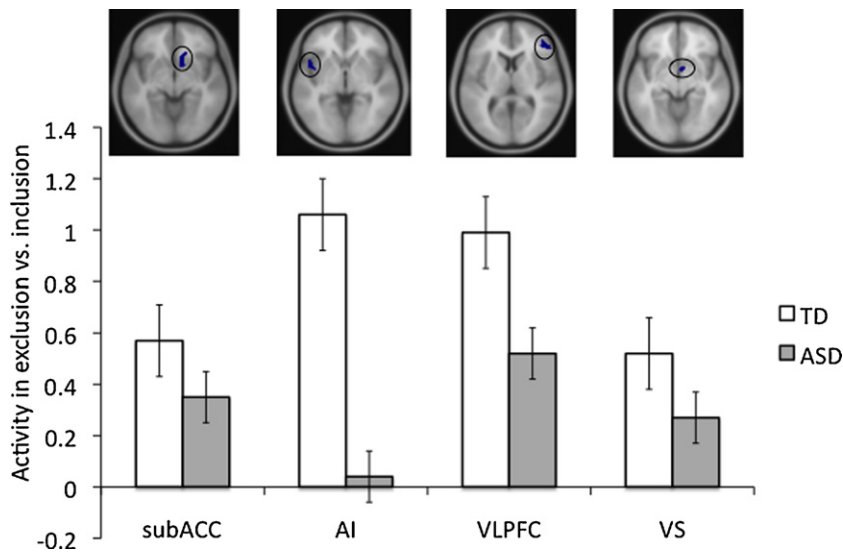 Activity in exclusion vs. inclusion
1.4
1.2
1
0.8
0.6
0.4
0.2
0
-0.2
subACC
AI
VLPFC
VS
TD
ASD